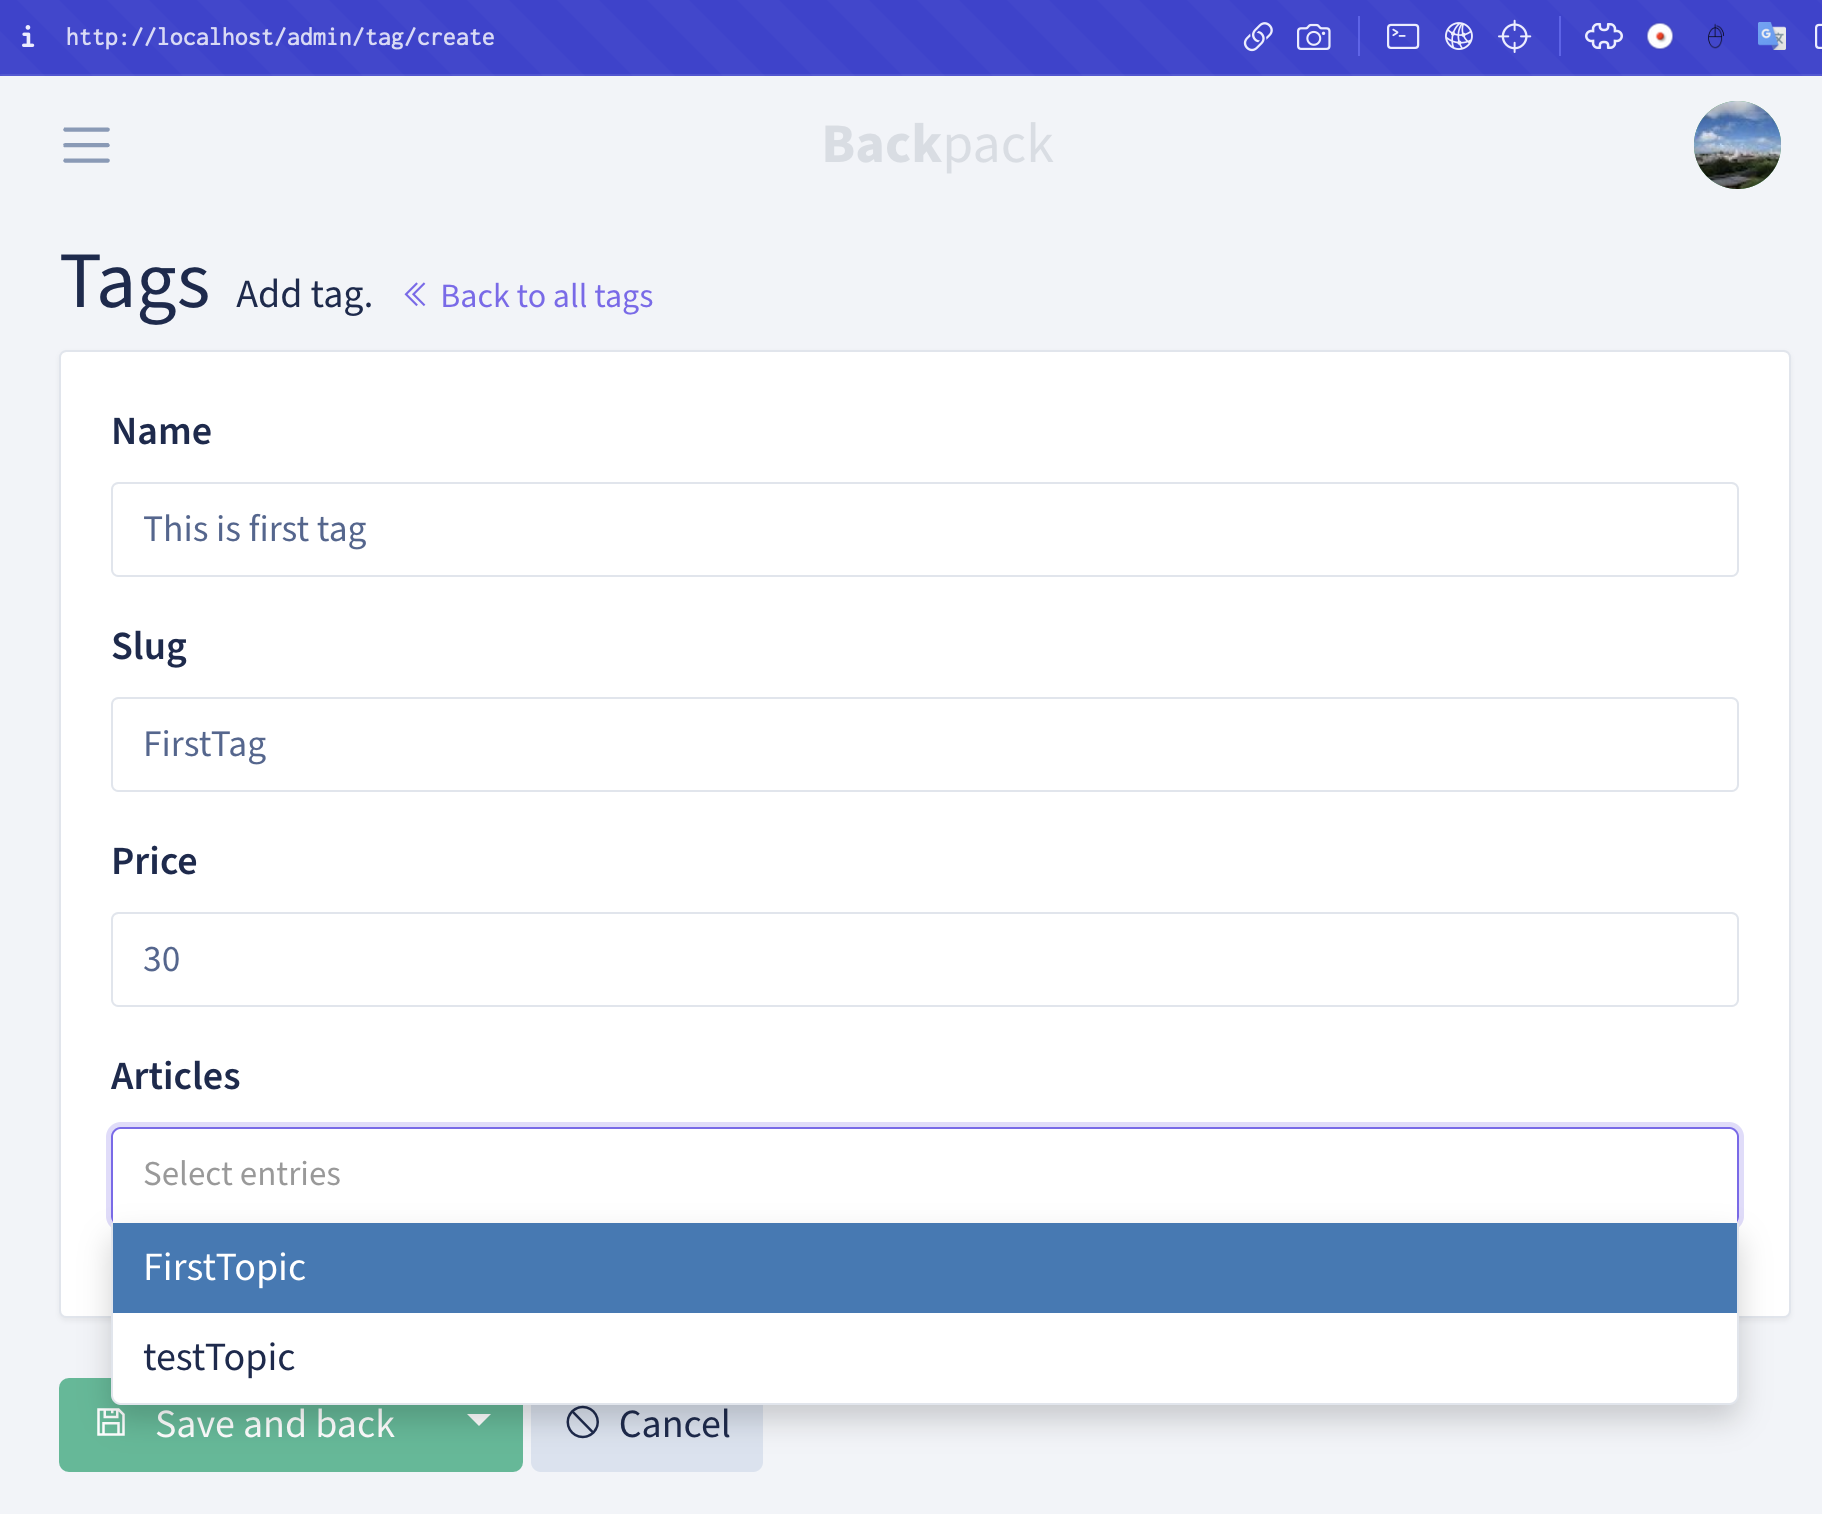 http://localhost/admin/tag/create
Backpack
Tags Add tag. « Back to all tags
Name
This is first tag
Slug
FirstTag
Price
30
Articles
Select entries
FirstTopic
testTopic
Save and back Cancel